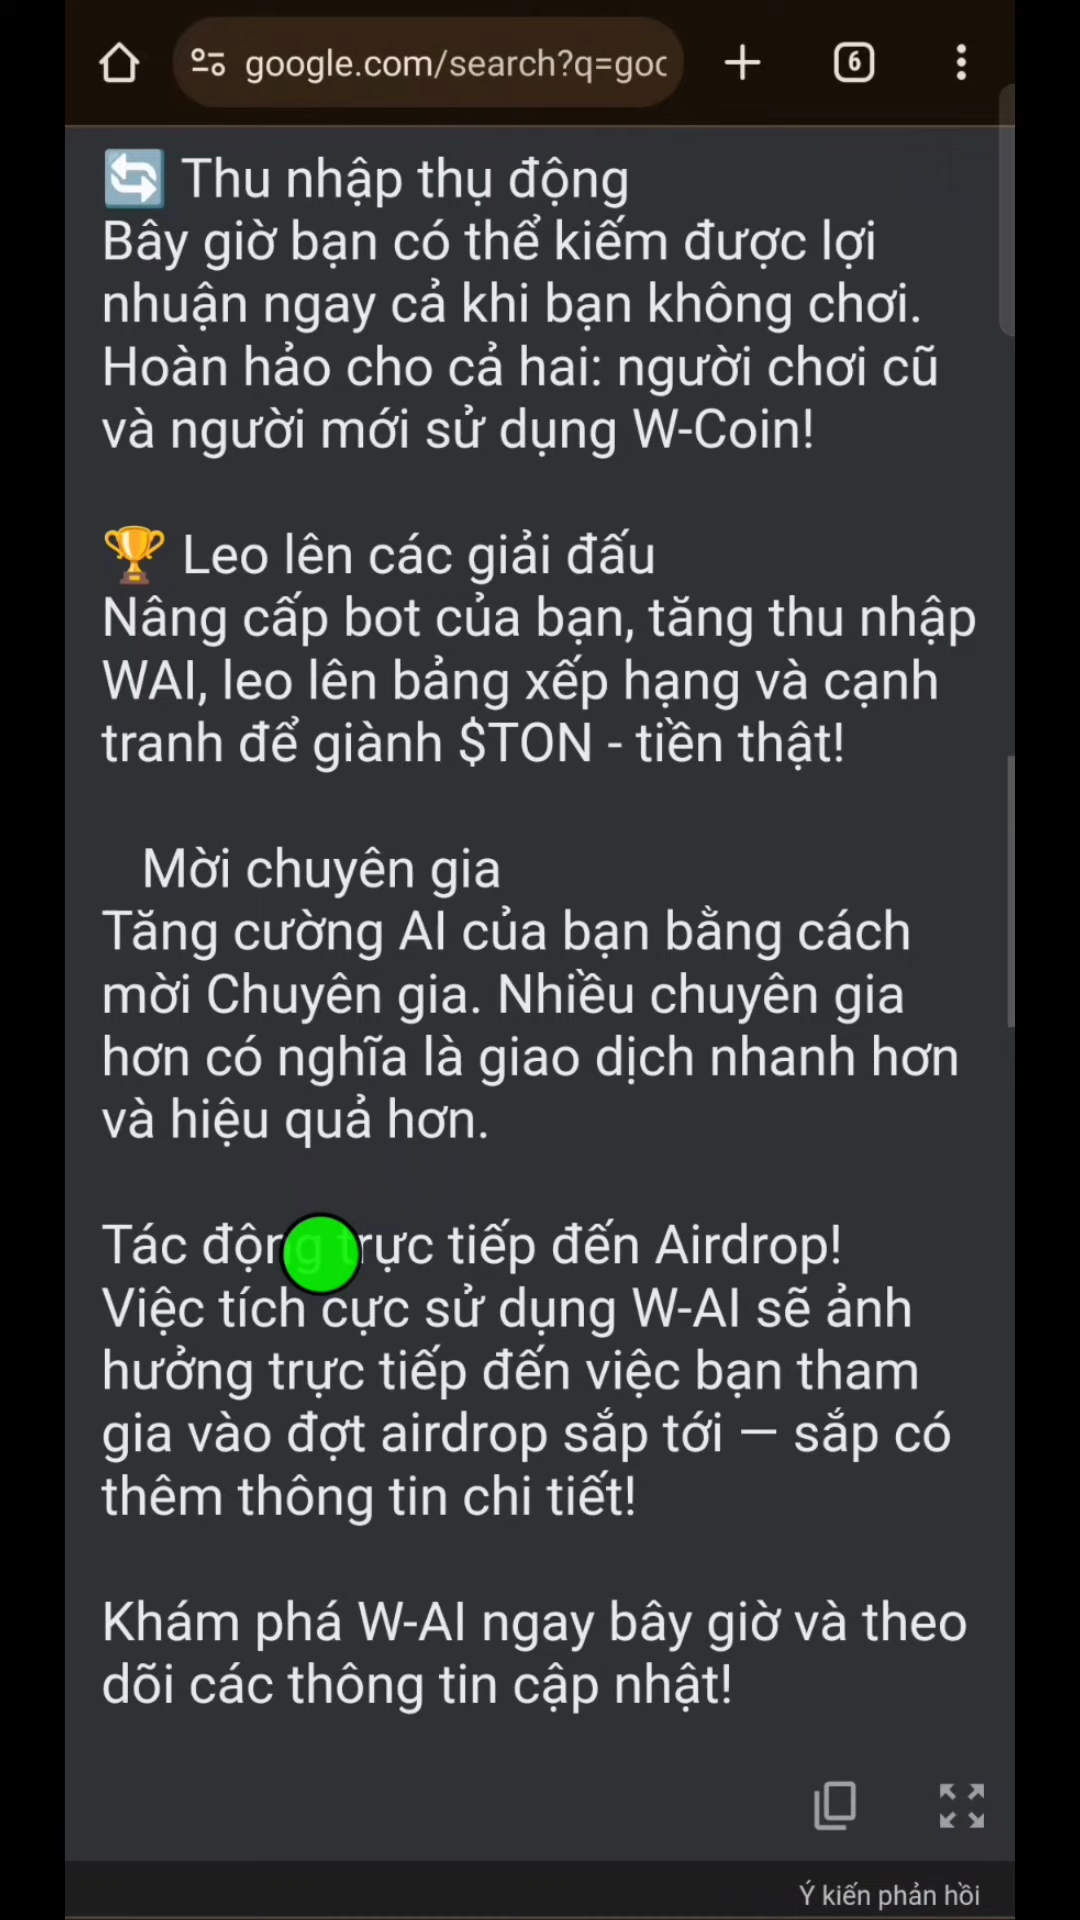 google.com/search?q=goo
6
Thu nhập thụ động
Bây giờ bạn có thể kiếm được lợi
nhuận ngay cả khi bạn không chơi.
Hoàn hảo cho cả hai: người chơi cũ
và người mới sử dụng W-Coin!
Leo lên các giải đấu
Nâng cấp bot của bạn, tăng thu nhập
WAI, leo lên bảng xếp hạng và cạnh
tranh để giành $TON - tiền thật!
Mời chuyên gia
Tăng cường AI của bạn bằng cách
mời Chuyên gia. Nhiều chuyên gia
hơn có nghĩa là giao dịch nhanh hơn
và hiệu quả hơn.
Tác động trực tiếp đến Airdrop!
Việc tích cực sử dụng W-AI sẽ ảnh
hưởng trực tiếp đến việc bạn tham
gia vào đợt airdrop sắp tới — sắp có
thêm thông tin chi tiết!
Khám phá W-AI ngay bây giờ và theo
dõi các thông tin cập nhật!
Ý kiến phản hồi